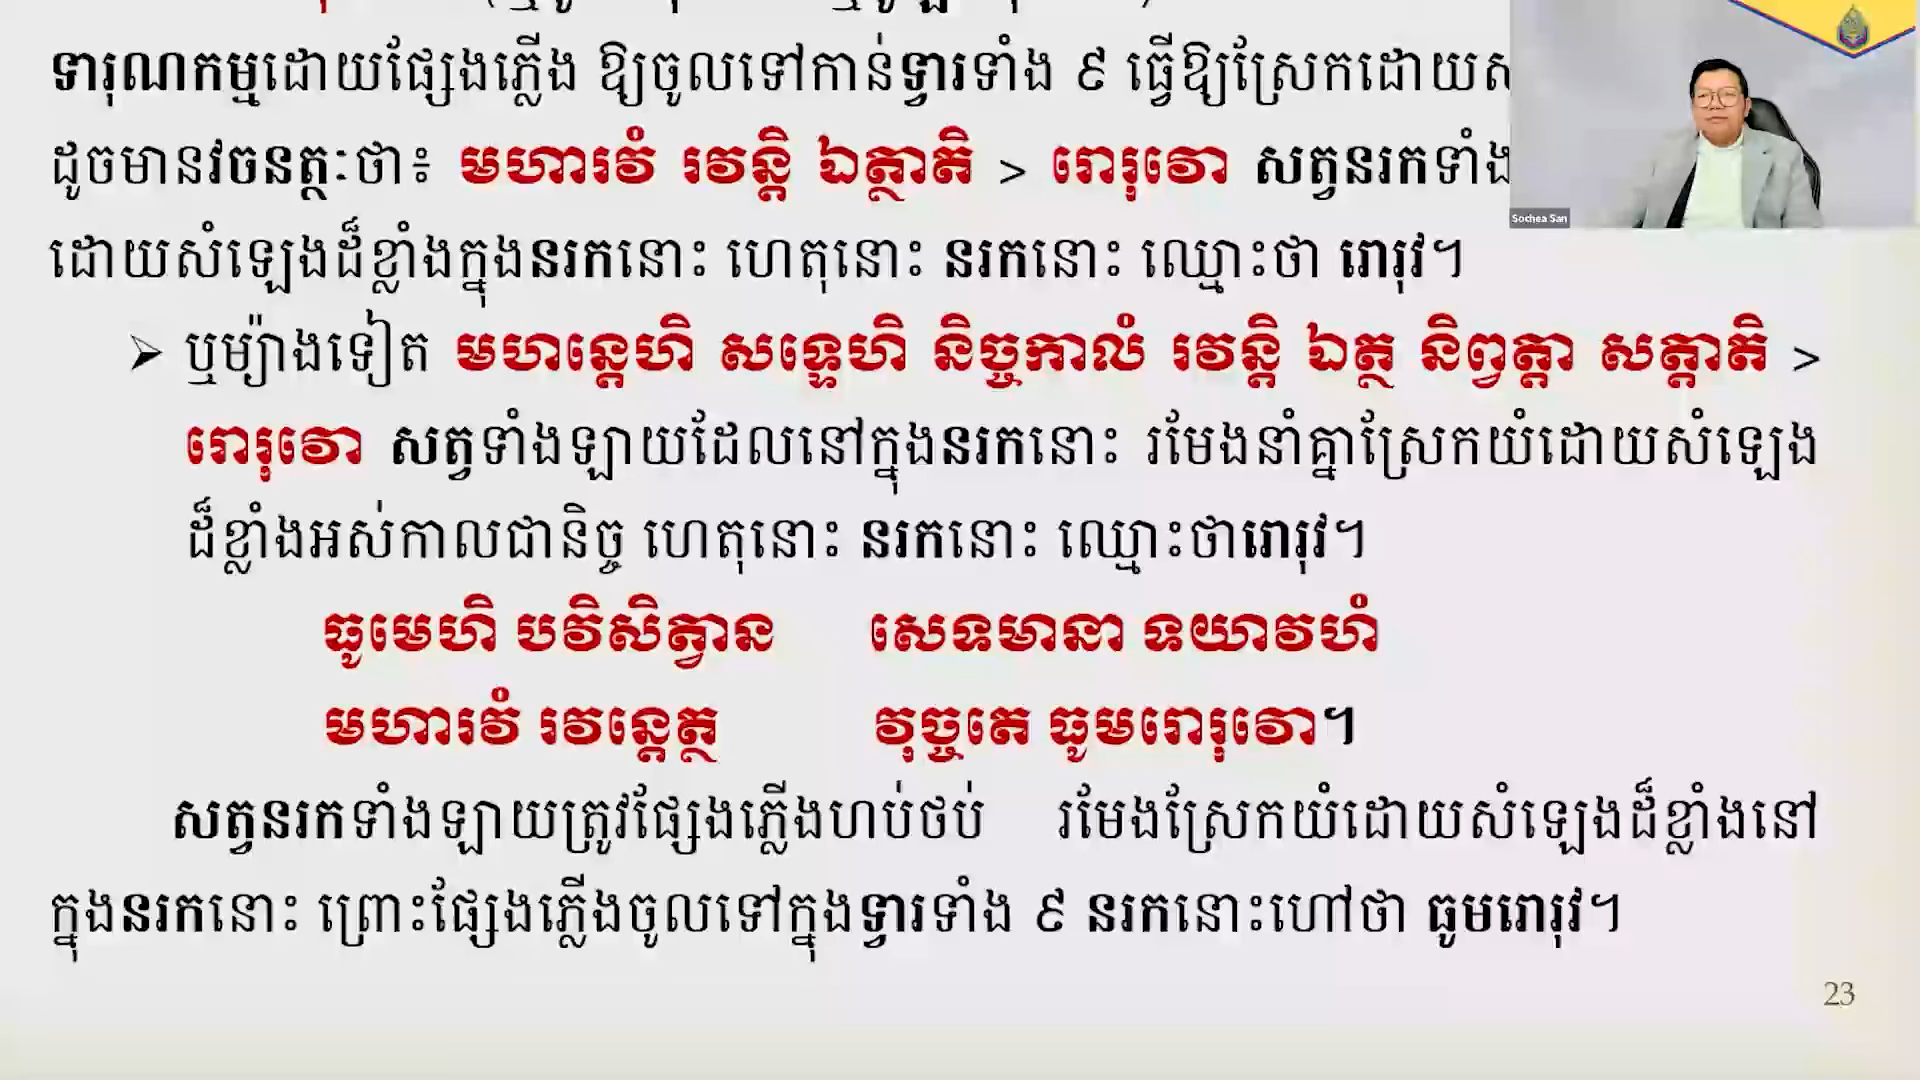 ទារុណកម្មដោយផ្សែងភ្លើង ឱ្យចូលទៅកាន់ទ្វារទាំង ៩ ធ្វើឱ្យស្រែកដោយ
ដូចមានវចនត្ថៈថា៖ មហារវំ រវន្តិ ឯត្ថាតិ > រោរុវោ សត្វនរកទាំង
ដោយសំឡេងដ៏ខ្លាំងក្នុងនរកនោះ ហេតុនោះ នរកនោះ ឈ្មោះថា រោរុវ។
➢ ឬម្យ៉ាងទៀត មហន្តេហិ សទ្ទេហិ និច្ចកាលំ រវន្តិ ឯត្ថ និព្វត្តា សត្តាតិ >
រោរុវោ សត្វទាំងឡាយដែលនៅក្នុងនរកនោះ រមែងនាំគ្នាស្រែកយំដោយសំឡេង
ដ៏ខ្លាំងអស់កាលជានិច្ច ហេតុនោះ នរកនោះ ឈ្មោះថារោរុវ។
ធូមេហិ បវិសិត្វាន សេទមានា ទយាវហំ
មហារវំ រវន្តេត្ថ វុច្ចតេ ធូមរោរុវោ។
សត្វនរកទាំងឡាយត្រូវផ្សែងភ្លើងហប់ថប់ រមែងស្រែកយំដោយសំឡេងដ៏ខ្លាំងនៅ
ក្នុងនរកនោះ ព្រោះផ្សែងភ្លើងចូលទៅក្នុងទ្វារទាំង ៩ នរកនោះហៅថា ធូមរោរុវ។
23
Sochea San